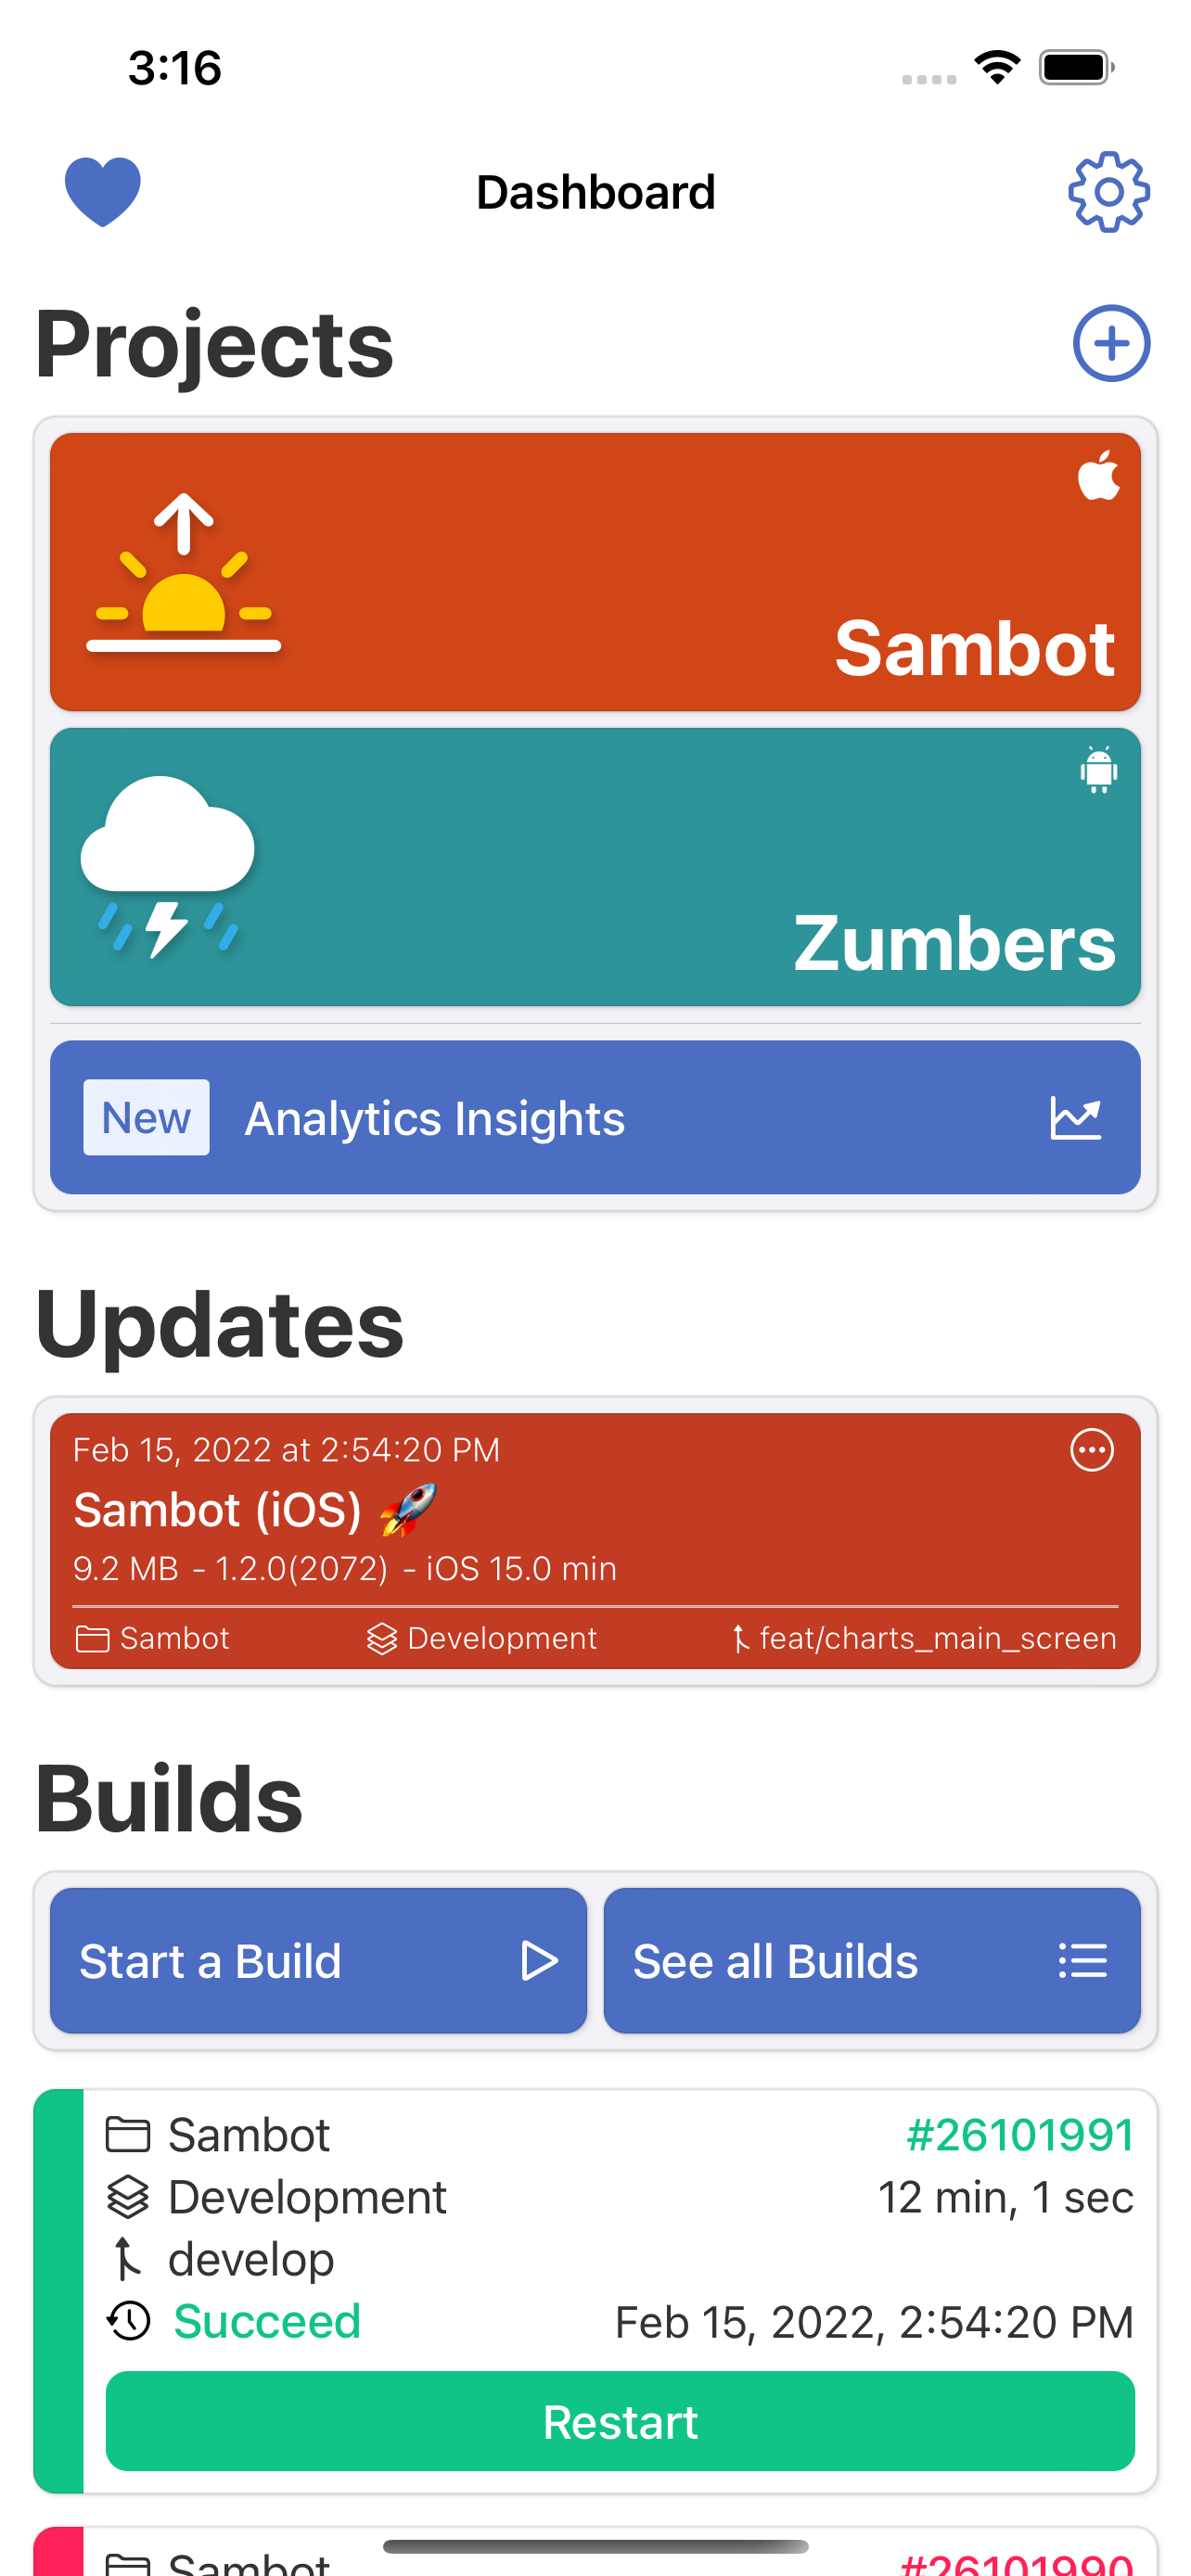 3:16
Dashboard
Projects
Sambot
Zumbers
New Analytics Insights
Updates
Feb 15, 2022 at 2:54:20 PM
Sambot (iOS) 🚀
9.2 MB - 1.2.0(2072) - iOS 15.0 min
Sambot Development feat/charts_main_screen
Builds
Start a Build See all Builds
Sambot #26101991
Development 12 min, 1 sec
develop
Succeed Feb 15, 2022, 2:54:20 PM
Restart
Sambot #26101990